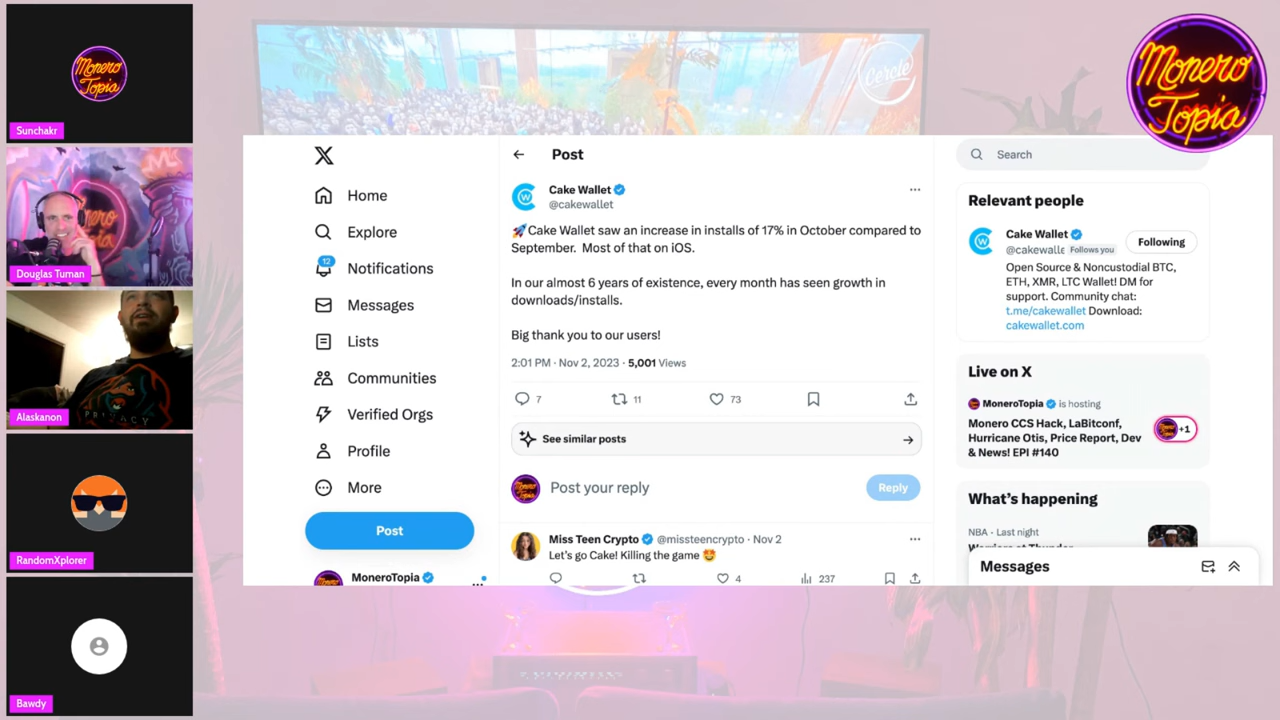 Sunchakr
Douglas Tuman
Alaskanon
PRIVACY
RandomXplorer
Bawdy
Cercle
Monero
Topia
Home
Explore
12
Notifications
Messages
Lists
Communities
Verified Orgs
Profile
More
Post
MoneroTopia
Post
Cake Wallet
@cakewallet
🚀Cake Wallet saw an increase in installs of 17% in October compared to
September. Most of that on iOS.
In our almost 6 years of existence, every month has seen growth in
downloads/installs.
Big thank you to our users!
2:01 PM · Nov 2, 2023 · 5,001 Views
7 11 73
See similar posts
Post your reply
Reply
Miss Teen Crypto @missteencrypto · Nov 2
Let's go Cake! Killing the game 🤩
4 237
Search
Relevant people
Cake Wallet
@cakewalle Follows you
Following
Open Source & Noncustodial BTC,
ETH, XMR, LTC Wallet! DM for
support. Community chat:
t.me/cakewallet Download:
cakewallet.com
Live on X
MoneroTopia is hosting
Monero CCS Hack, LaBitconf,
Hurricane Otis, Price Report, Dev
& News! EPI #140
+1
What's happening
NBA · Last night
Warriors at Thunder
Messages